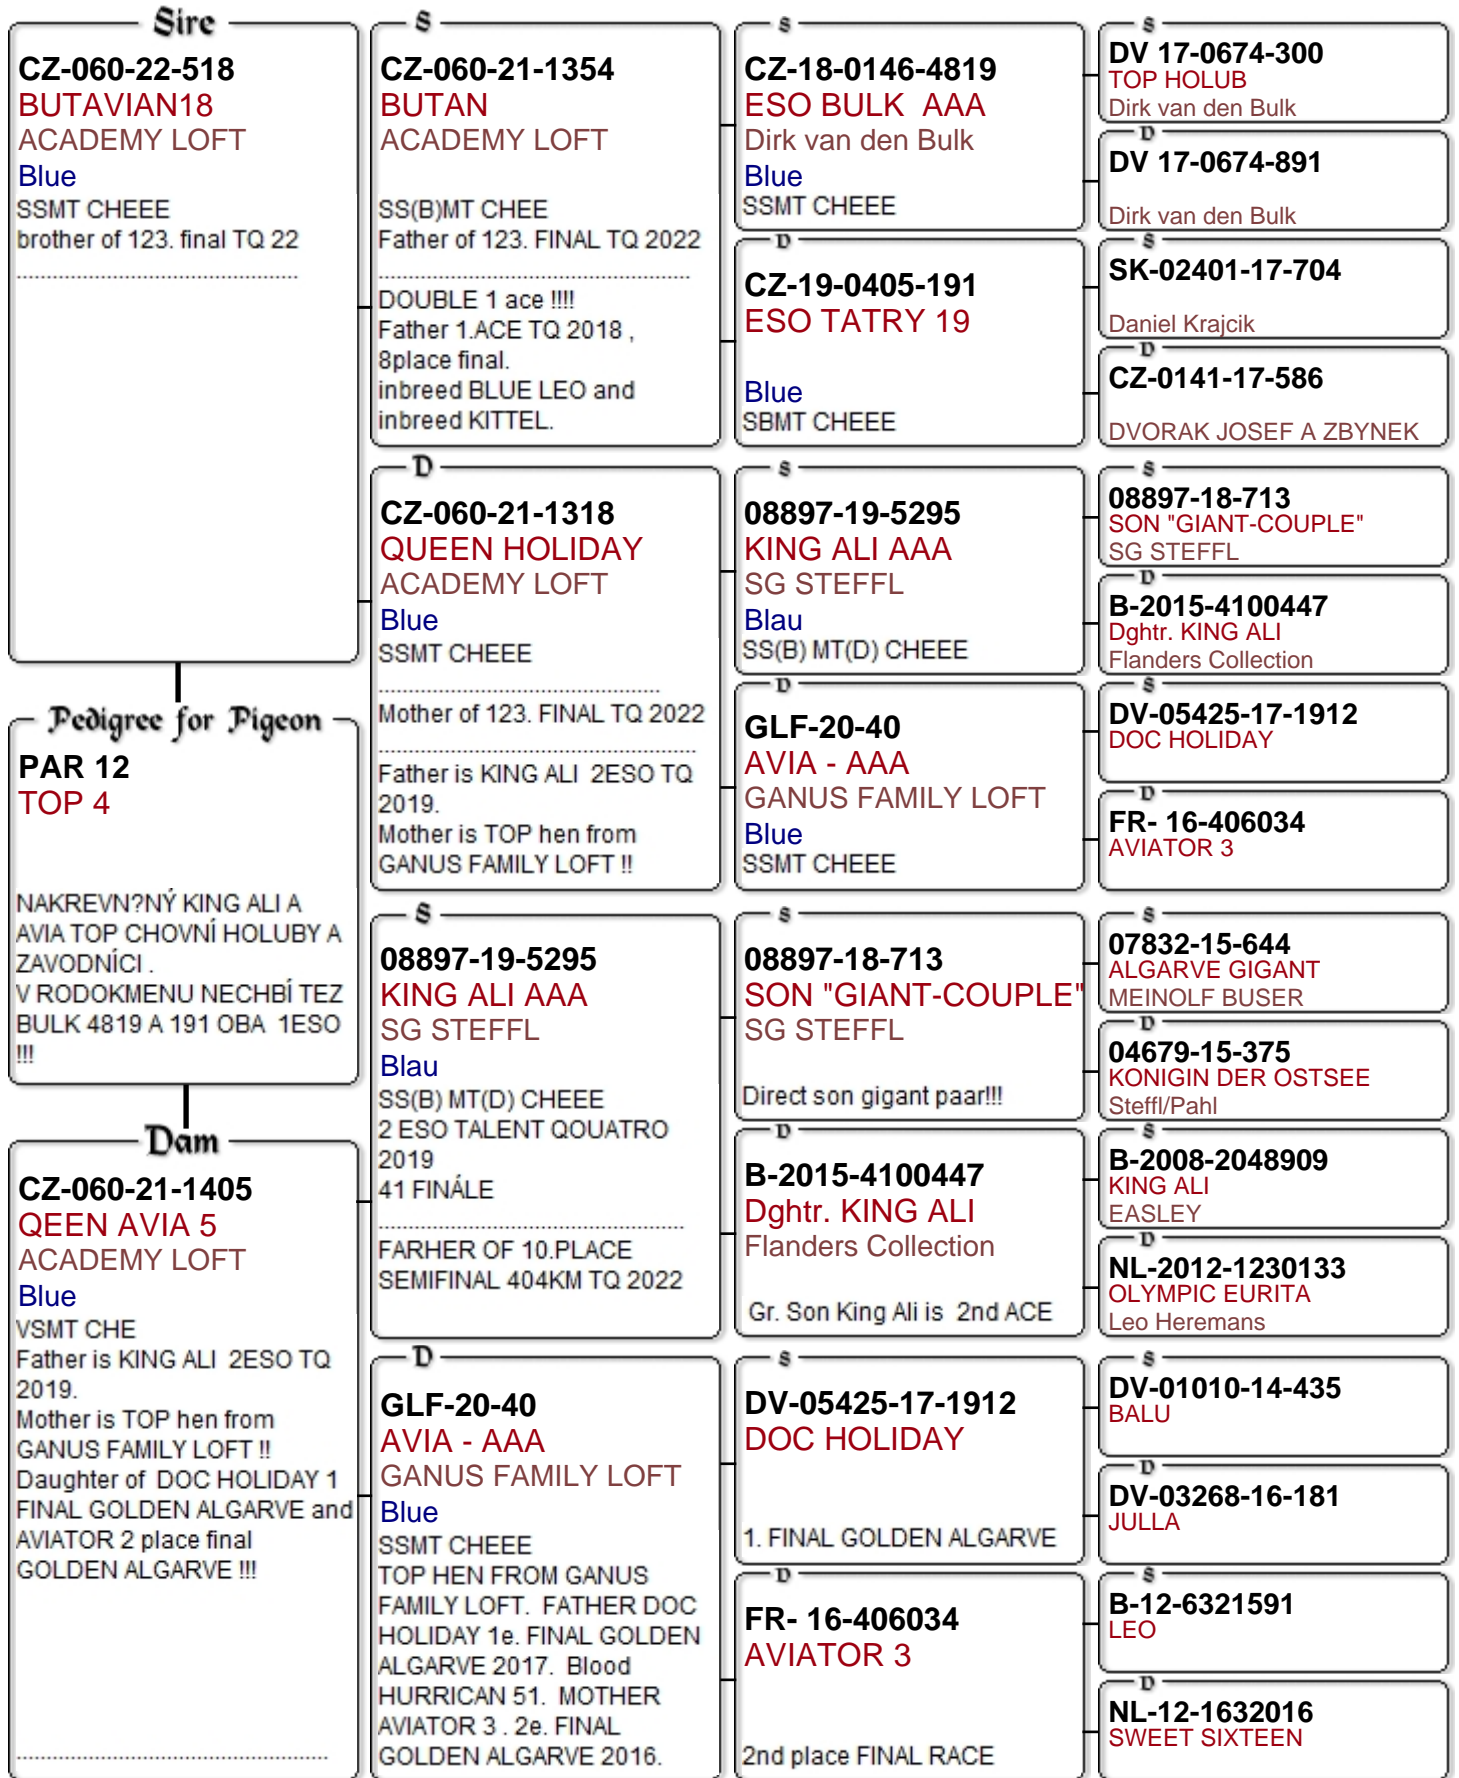 Sire
CZ-060-22-518
BUTAVIAN18
ACADEMY LOFT
Blue
SSMT CHEEE
brother of 123. final TQ 22
Pedigree for Pigeon
PAR 12
TOP 4
NAKREVN?NÝ KING ALI A
AVIA TOP CHOVNÍ HOLUBY A
ZAVODNÍCI .
V RODOKMENU NECHBÍ TEZ
BULK 4819 A 191 OBA 1ESO
!!!
Dam
CZ-060-21-1405
QEEN AVIA 5
ACADEMY LOFT
Blue
VSMT CHE
Father is KING ALI 2ESO TQ
2019.
Mother is TOP hen from
GANUS FAMILY LOFT !!
Daughter of DOC HOLIDAY 1
FINAL GOLDEN ALGARVE and
AVIATOR 2 place final
GOLDEN ALGARVE !!!
S
CZ-060-21-1354
BUTAN
ACADEMY LOFT
SS(B)MT CHEE
Father of 123. FINAL TQ 2022
DOUBLE 1 ace !!!!
Father 1.ACE TQ 2018 ,
8place final.
inbreed BLUE LEO and
inbreed KITTEL.
D
CZ-060-21-1318
QUEEN HOLIDAY
ACADEMY LOFT
Blue
SSMT CHEEE
Mother of 123. FINAL TQ 2022
Father is KING ALI 2ESO TQ
2019.
Mother is TOP hen from
GANUS FAMILY LOFT !!
S
08897-19-5295
KING ALI AAA
SG STEFFL
Blau
SS(B) MT(D) CHEEE
2 ESO TALENT QOUATRO
2019
41 FINÁLE
FARHER OF 10.PLACE
SEMIFINAL 404KM TQ 2022
D
GLF-20-40
AVIA - AAA
GANUS FAMILY LOFT
Blue
SSMT CHEEE
TOP HEN FROM GANUS
FAMILY LOFT. FATHER DOC
HOLIDAY 1e. FINAL GOLDEN
ALGARVE 2017. Blood
HURRICAN 51. MOTHER
AVIATOR 3 . 2e. FINAL
GOLDEN ALGARVE 2016.
S
CZ-18-0146-4819
ESO BULK AAA
Dirk van den Bulk
Blue
SSMT CHEEE
D
CZ-19-0405-191
ESO TATRY 19
Blue
SBMT CHEEE
S
08897-19-5295
KING ALI AAA
SG STEFFL
Blau
SS(B) MT(D) CHEEE
D
GLF-20-40
AVIA - AAA
GANUS FAMILY LOFT
Blue
SSMT CHEEE
S
08897-18-713
SON "GIANT-COUPLE"
SG STEFFL
Direct son gigant paar!!!
D
B-2015-4100447
Dghtr. KING ALI
Flanders Collection
Gr. Son King Ali is 2nd ACE
S
DV-05425-17-1912
DOC HOLIDAY
1. FINAL GOLDEN ALGARVE
D
FR- 16-406034
AVIATOR 3
2nd place FINAL RACE
S
DV 17-0674-300
TOP HOLUB
Dirk van den Bulk
D
DV 17-0674-891
Dirk van den Bulk
S
SK-02401-17-704
Daniel Krajcik
D
CZ-0141-17-586
DVORAK JOSEF A ZBYNEK
S
08897-18-713
SON "GIANT-COUPLE"
SG STEFFL
D
B-2015-4100447
Dghtr. KING ALI
Flanders Collection
S
DV-05425-17-1912
DOC HOLIDAY
D
FR- 16-406034
AVIATOR 3
S
07832-15-644
ALGARVE GIGANT
MEINOLF BUSER
D
04679-15-375
KONIGIN DER OSTSEE
Steffl/Pahl
S
B-2008-2048909
KING ALI
EASLEY
D
NL-2012-1230133
OLYMPIC EURITA
Leo Heremans
S
DV-01010-14-435
BALU
D
DV-03268-16-181
JULLA
S
B-12-6321591
LEO
D
NL-12-1632016
SWEET SIXTEEN